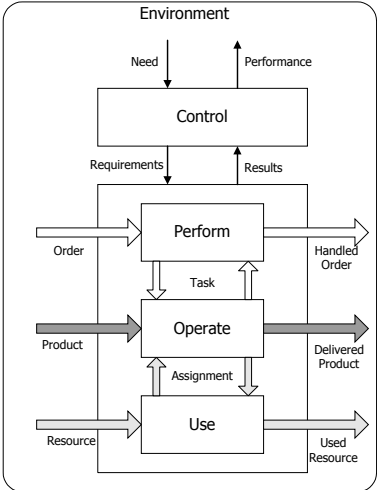 Environment
Need
Performance
Control
Requirements
Results
Perform
Order
Handled
Order
Task
Operate
Product
Delivered
Product
Assignment
Use
Resource
Used
Resource